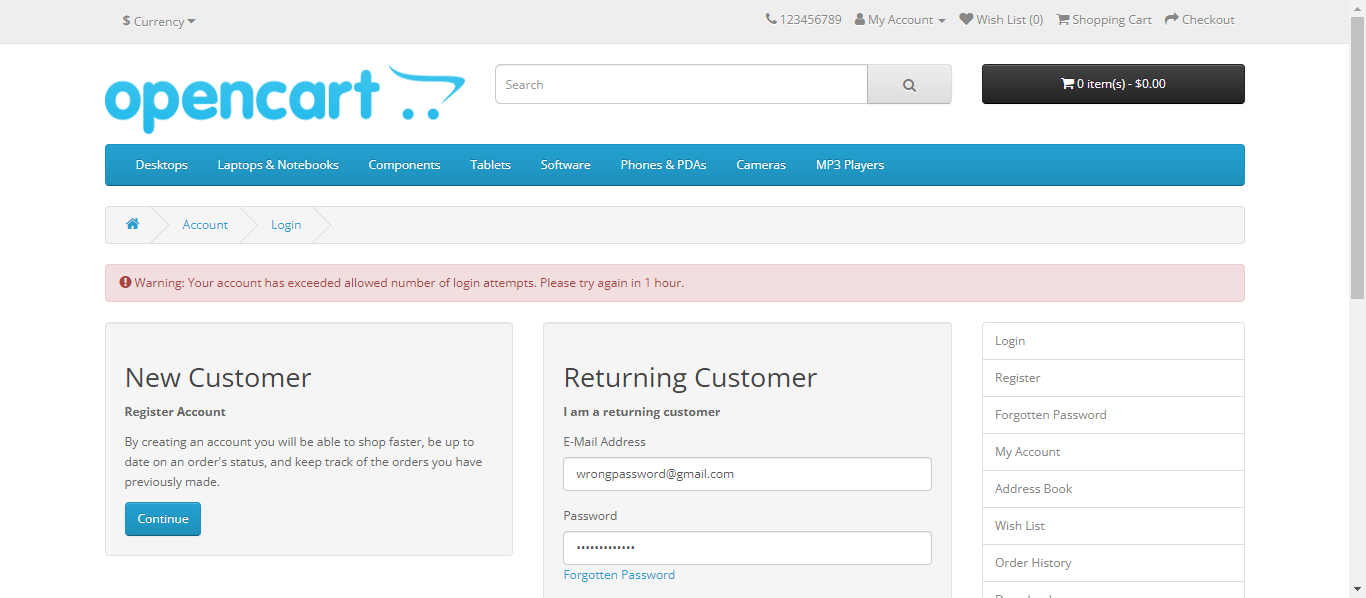 $ Currency
123456789 My Account Wish List (0) Shopping Cart Checkout
opencart
Search
0 item(s) - $0.00
Desktops Laptops & Notebooks Components Tablets Software Phones & PDAs Cameras MP3 Players
Account Login
Warning: Your account has exceeded allowed number of login attempts. Please try again in 1 hour.
New Customer
Register Account
By creating an account you will be able to shop faster, be up to
date on an order's status, and keep track of the orders you have
previously made.
Continue
Returning Customer
I am a returning customer
E-Mail Address
wrongpassword@gmail.com
Password
•••••••••••••
Forgotten Password
Login
Register
Forgotten Password
My Account
Address Book
Wish List
Order History